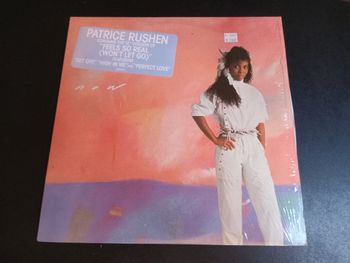 PATRICE RUSHEN
"FEELS SO REAL
(WON'T LET GO)"
"GET OFF," "HIGH IN ME" "PERFECT LOVE"
now